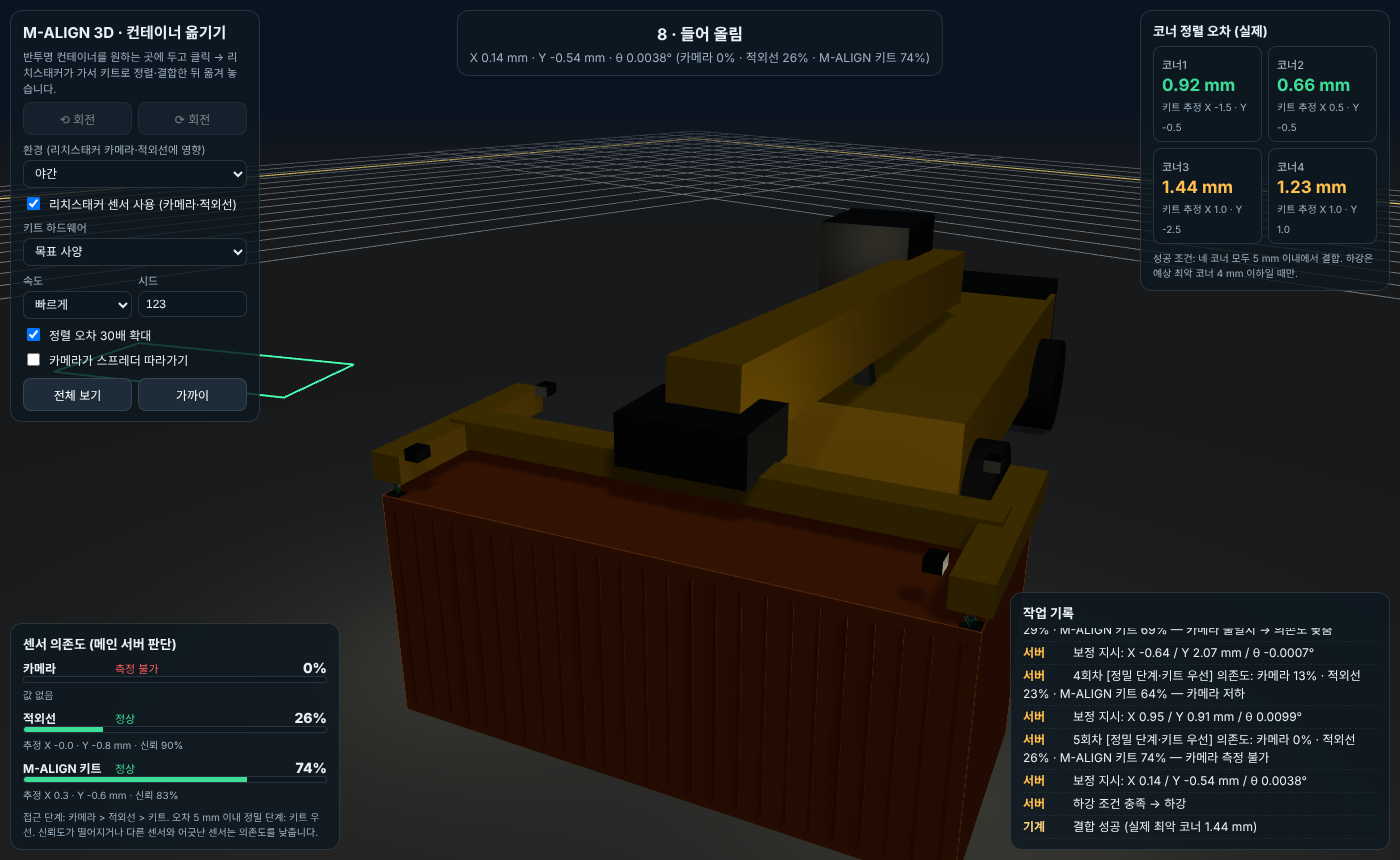 M-ALIGN 3D · 컨테이너 옮기기
반투명 컨테이너를 원하는 곳에 두고 클릭 → 리
치스태커가 가서 키트로 정렬·결합한 뒤 옮겨 놓
습니다.
⟲ 회전
⟳ 회전
환경 (리치스태커 카메라·적외선에 영향)
야간
리치스태커 센서 사용 (카메라·적외선)
키트 하드웨어
목표 사양
속도
시드
빠르게
123
정렬 오차 30배 확대
카메라가 스프레더 따라가기
전체 보기
가까이
8 · 들어 올림
X 0.14 mm · Y -0.54 mm · θ 0.0038° (카메라 0% · 적외선 26% · M-ALIGN 키트 74%)
코너 정렬 오차 (실제)
코너1
0.92 mm
키트 추정 X -1.5 · Y
-0.5
코너2
0.66 mm
키트 추정 X 0.5 · Y
-0.5
코너3
1.44 mm
키트 추정 X 1.0 · Y
-2.5
코너4
1.23 mm
키트 추정 X 1.0 · Y
1.0
성공 조건: 네 코너 모두 5 mm 이내에서 결합. 하강은
예상 최악 코너 4 mm 이하일 때만.
센서 의존도 (메인 서버 판단)
카메라 측정 불가 0%
값 없음
적외선 정상 26%
추정 X -0.0 · Y -0.8 mm · 신뢰 90%
M-ALIGN 키트 정상 74%
추정 X 0.3 · Y -0.6 mm · 신뢰 83%
접근 단계: 카메라 > 적외선 > 키트. 오차 5 mm 이내 정밀 단계: 키트 우
선. 신뢰도가 떨어지거나 다른 센서와 어긋난 센서는 의존도를 낮춥니다.
작업 기록
29% · M-ALIGN 키트 69% — 카메라 불일치 → 의존도 낮춤
서버 보정 지시: X -0.64 / Y 2.07 mm / θ -0.0007°
서버 4회차 [정밀 단계·키트 우선] 의존도: 카메라 13% · 적외선
23% · M-ALIGN 키트 64% — 카메라 저하
서버 보정 지시: X 0.95 / Y 0.91 mm / θ 0.0099°
서버 5회차 [정밀 단계·키트 우선] 의존도: 카메라 0% · 적외선
26% · M-ALIGN 키트 74% — 카메라 측정 불가
서버 보정 지시: X 0.14 / Y -0.54 mm / θ 0.0038°
서버 하강 조건 충족 → 하강
기계 결합 성공 (실제 최악 코너 1.44 mm)